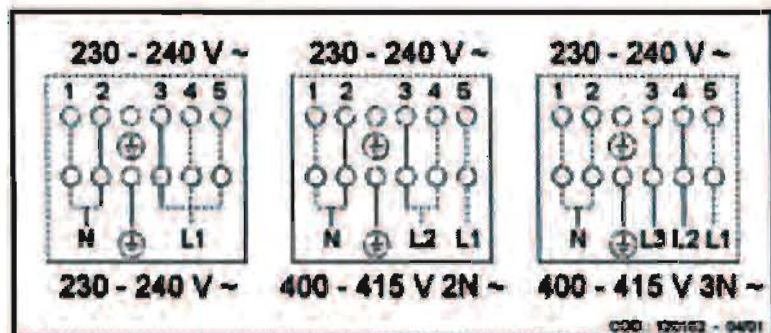 230 - 240 V ~ 230 - 240 V ~ 230 - 240 V ~
1 2 3 4 5 1 2 3 4 5 1 2 3 4 5
N L1 N L2 L1 N L3 L2 L1
230 - 240 V ~ 400 - 415 V 2N ~ 400 - 415 V 3N ~